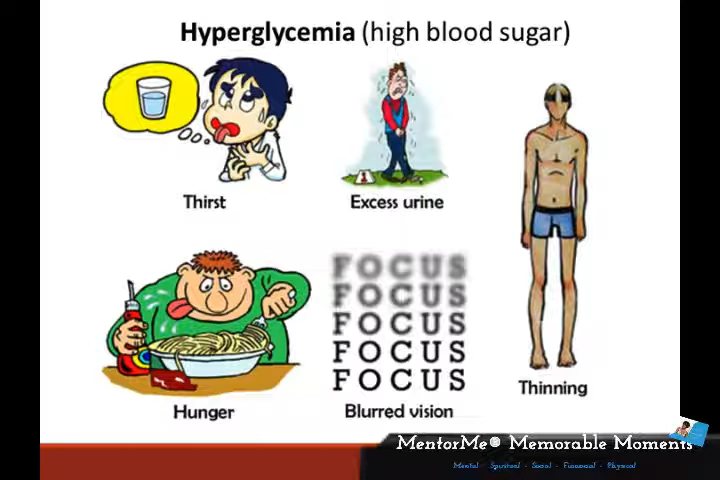 Hyperglycemia (high blood sugar)
Thirst
Excess urine
Hunger
FOCUS
FOCUS
FOCUS
FOCUS
FOCUS
Blurred vision
Thinning
MentorMe® Memorable Moments
Mental - Spiritual - Social - Financial - Physical